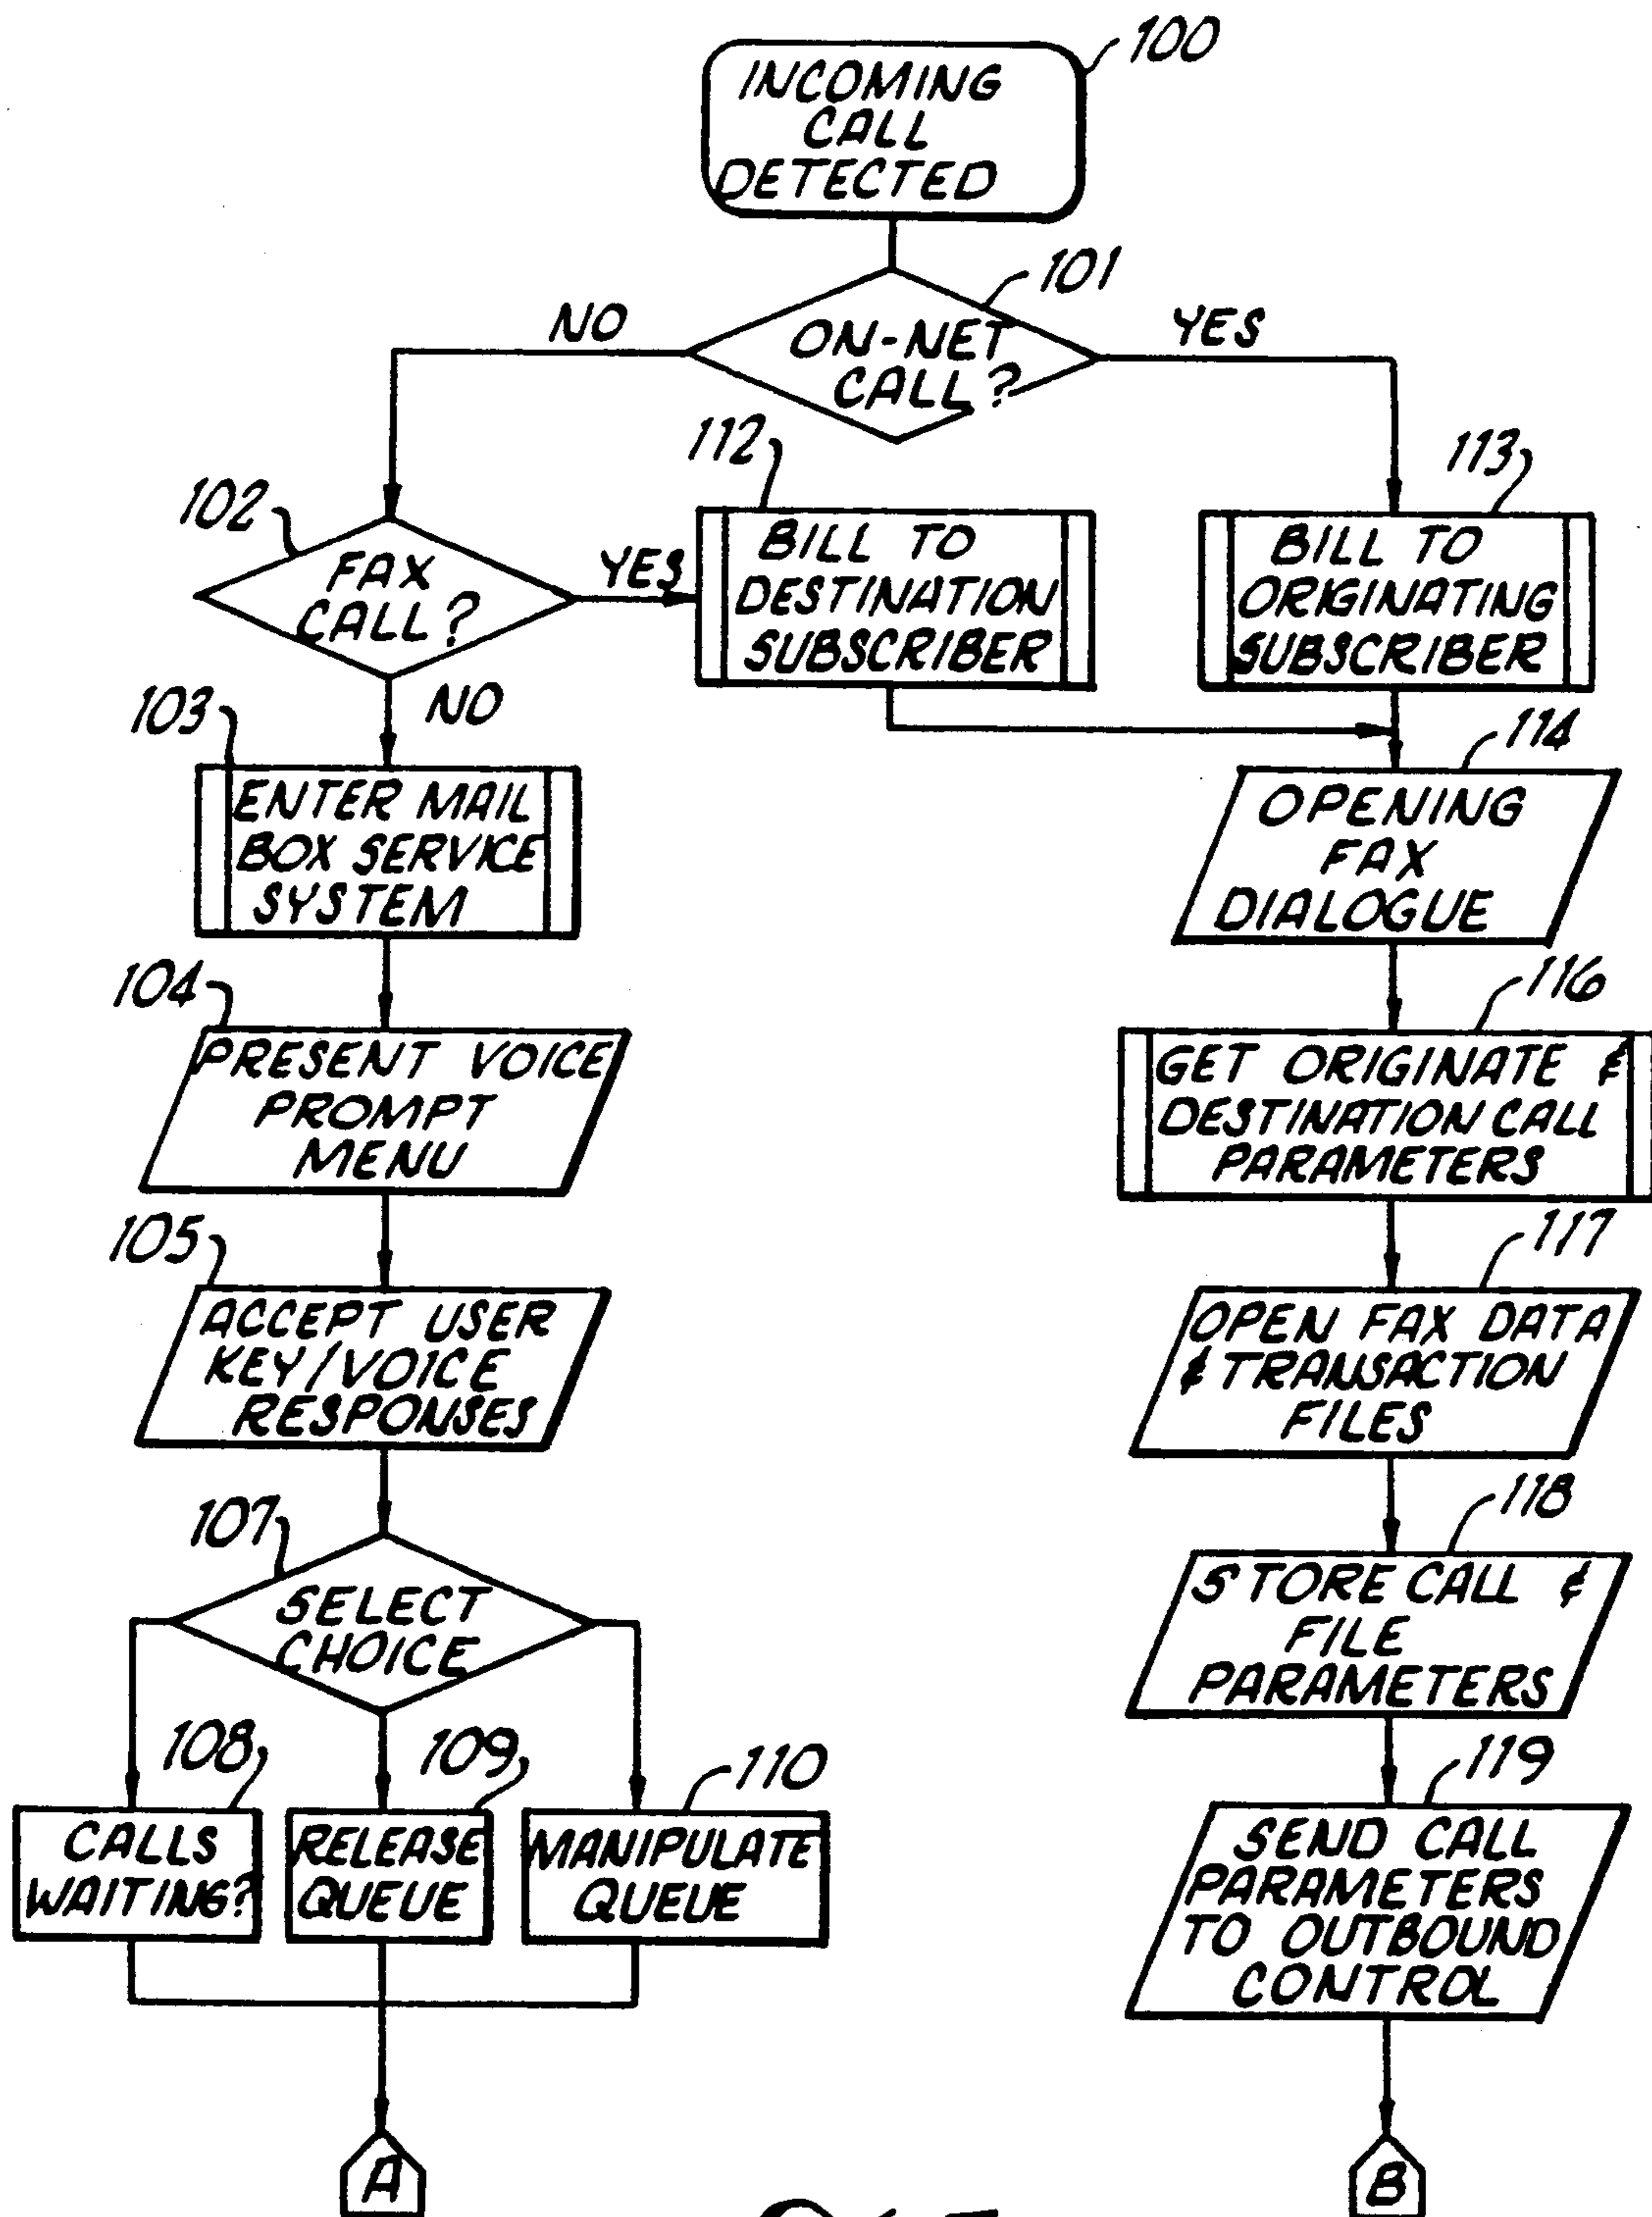 100
INCOMING
CALL
DETECTED
101
ON-NET
CALL?
NO
YES
112
113
102
FAX
CALL?
YES
BILL TO
DESTINATION
SUBSCRIBER
BILL TO
ORIGINATING
SUBSCRIBER
NO
103
ENTER MAIL
BOX SERVICE
SYSTEM
114
OPENING
FAX
DIALOGUE
104
PRESENT VOICE
PROMPT
MENU
116
GET ORIGINATE &
DESTINATION CALL
PARAMETERS
105
ACCEPT USER
KEY/VOICE
RESPONSES
117
OPEN FAX DATA
& TRANSACTION
FILES
107
SELECT
CHOICE
118
STORE CALL &
FILE
PARAMETERS
108
CALLS
WAITING?
109
RELEASE
QUEUE
110
MANIPULATE
QUEUE
119
SEND CALL
PARAMETERS
TO OUTBOUND
CONTROL
A
B